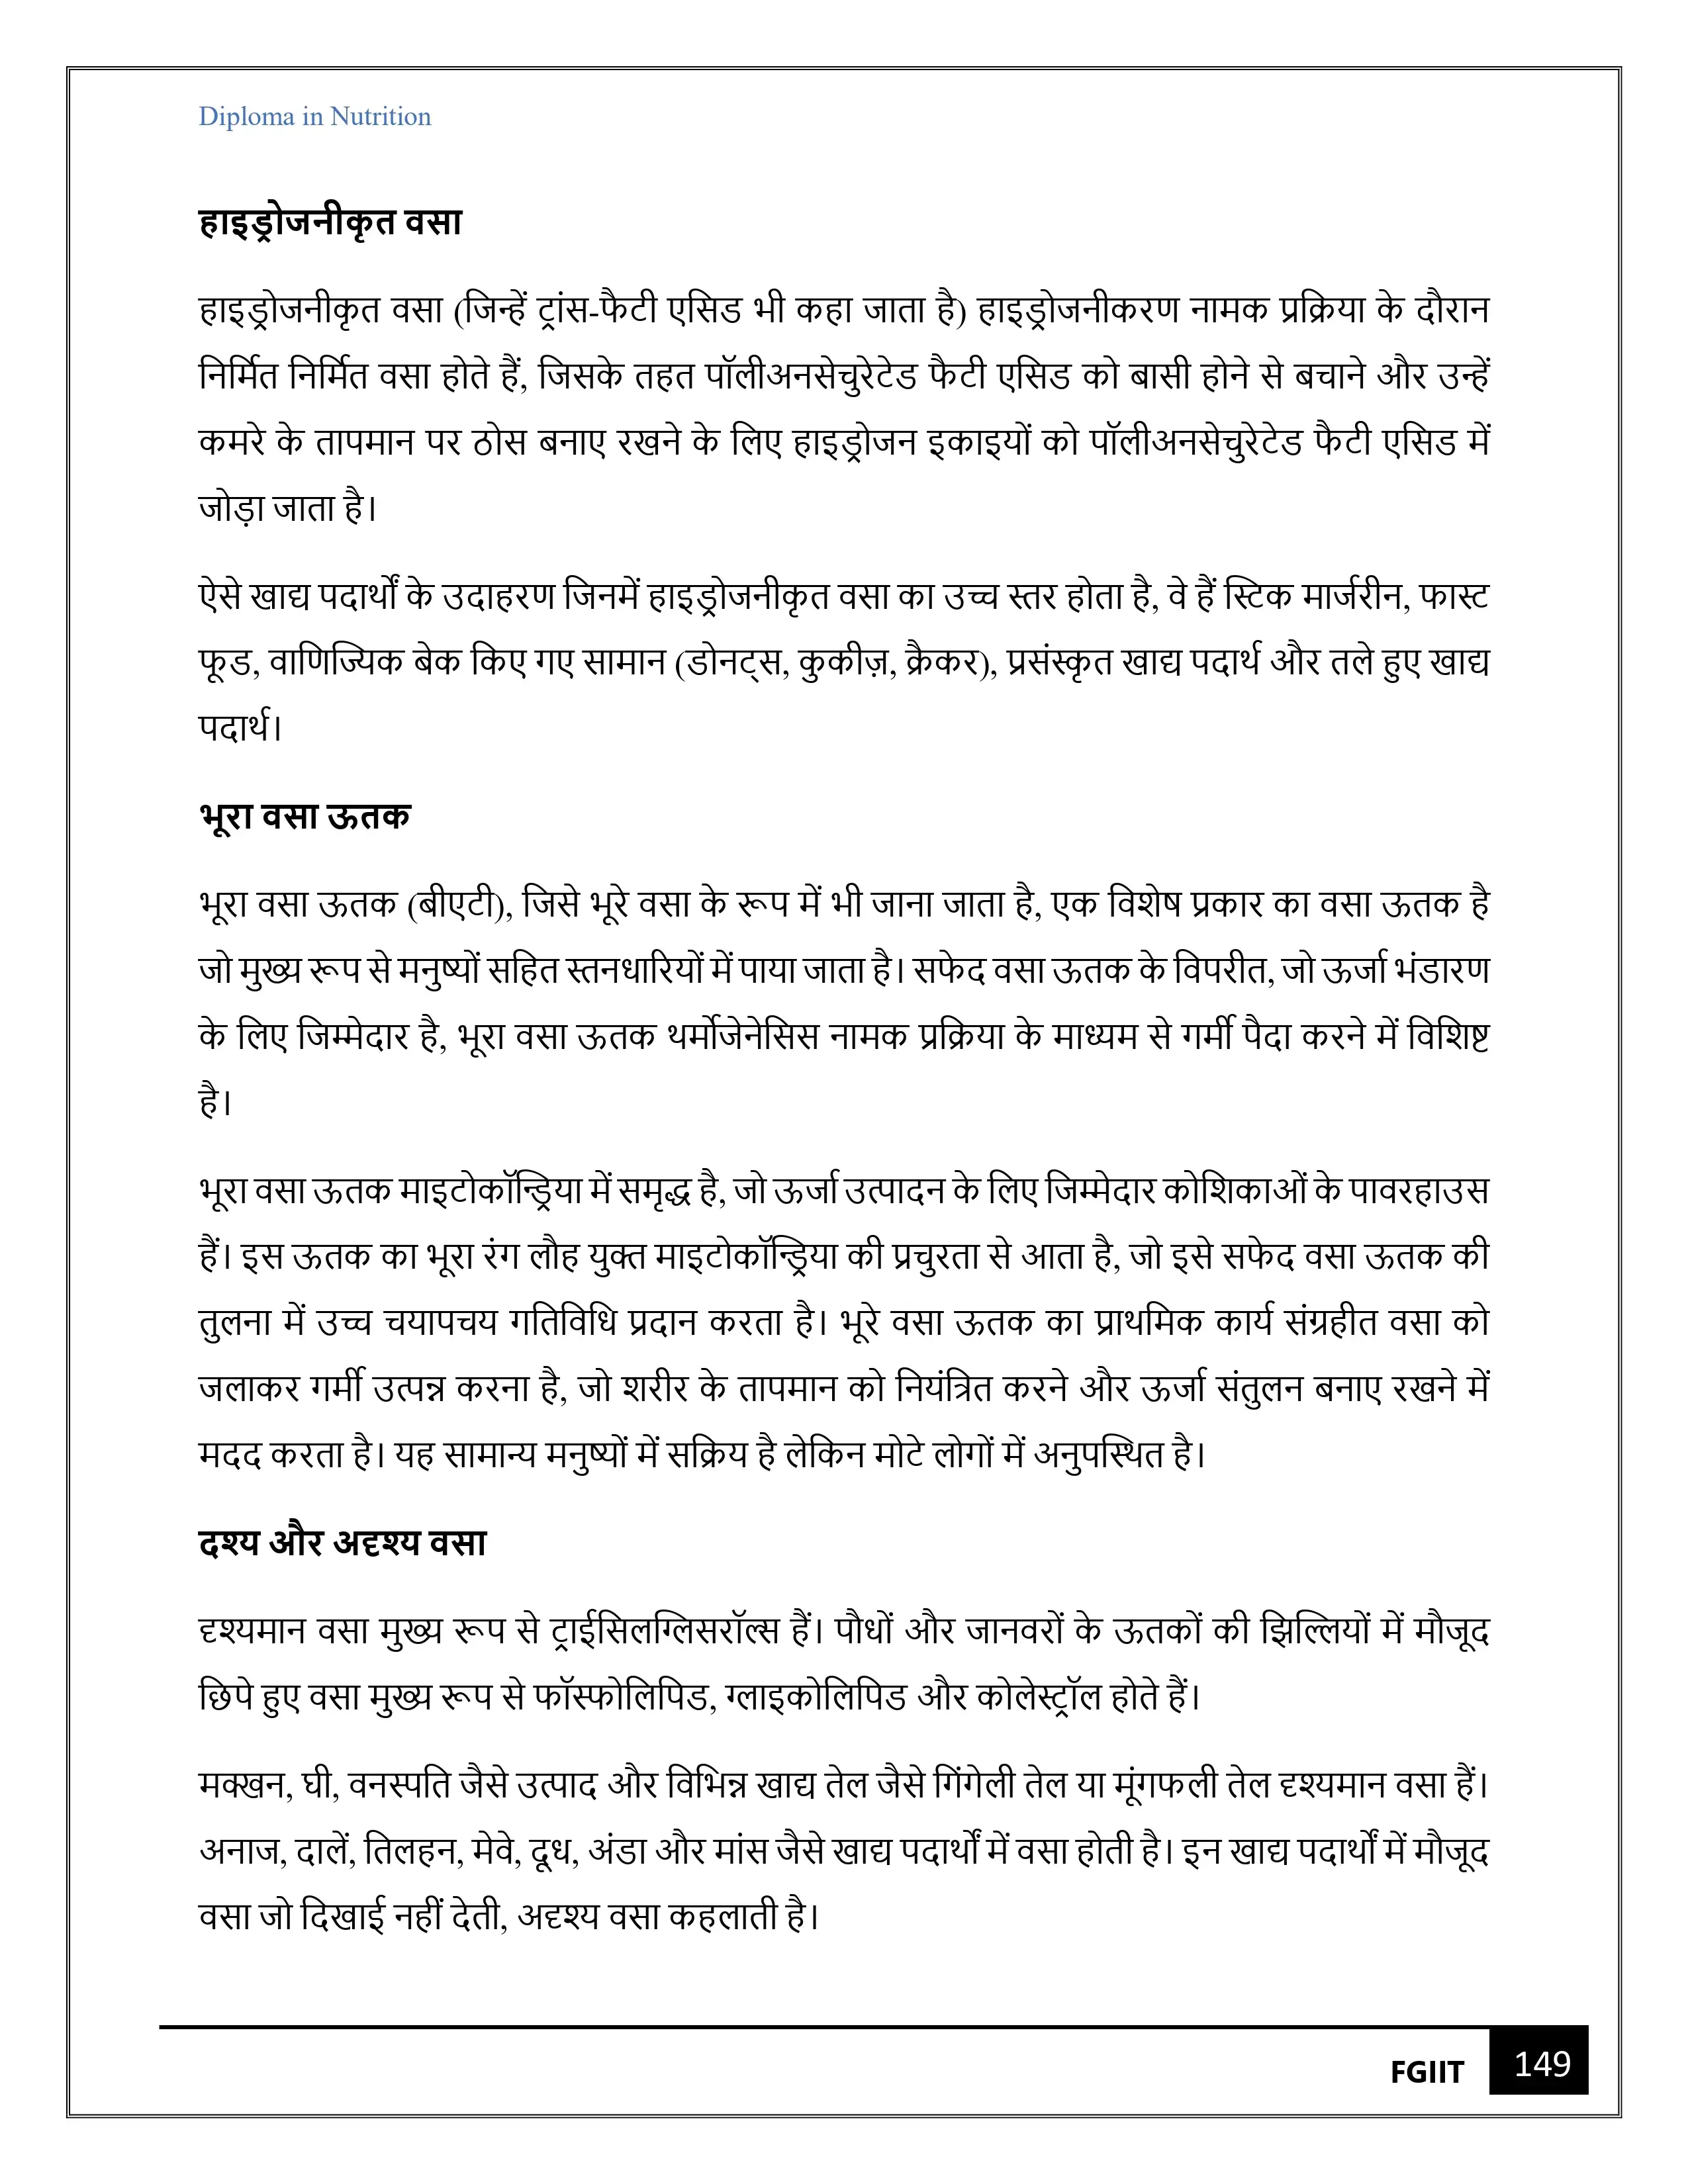 Diploma in Nutrition
हाइड्रोजनीकृत वसा
हाइड्रोजनीकृत वसा (जिन्हें ट्रांस-फैटी एसिड भी कहा जाता है) हाइड्रोजनीकरण नामक प्रक्रिया के दौरान
निर्मित निर्मित वसा होते हैं, जिसके तहत पॉलीअनसेचुरेटेड फैटी एसिड को बासी होने से बचाने और उन्हें
कमरे के तापमान पर ठोस बनाए रखने के लिए हाइड्रोजन इकाइयों को पॉलीअनसेचुरेटेड फैटी एसिड में
जोड़ा जाता है।
ऐसे खाद्य पदार्थों के उदाहरण जिनमें हाइड्रोजनीकृत वसा का उच्च स्तर होता है, वे हैं स्टिक मार्जरीन, फास्ट
फूड, वाणिज्यिक बेक किए गए सामान (डोनट्स, कुकीज़, क्रैकर), प्रसंस्कृत खाद्य पदार्थ और तले हुए खाद्य
पदार्थ।
भूरा वसा ऊतक
भूरा वसा ऊतक (बीएटी), जिसे भूरे वसा के रूप में भी जाना जाता है, एक विशेष प्रकार का वसा ऊतक है
जो मुख्य रूप से मनुष्यों सहित स्तनधारियों में पाया जाता है। सफेद वसा ऊतक के विपरीत, जो ऊर्जा भंडारण
के लिए जिम्मेदार है, भूरा वसा ऊतक थर्मोजेनेसिस नामक प्रक्रिया के माध्यम से गर्मी पैदा करने में विशिष्ट
है।
भूरा वसा ऊतक माइटोकॉन्ड्रिया में समृद्ध है, जो ऊर्जा उत्पादन के लिए जिम्मेदार कोशिकाओं के पावरहाउस
हैं। इस ऊतक का भूरा रंग लौह युक्त माइटोकॉन्ड्रिया की प्रचुरता से आता है, जो इसे सफेद वसा ऊतक की
तुलना में उच्च चयापचय गतिविधि प्रदान करता है। भूरे वसा ऊतक का प्राथमिक कार्य संग्रहीत वसा को
जलाकर गर्मी उत्पन्न करना है, जो शरीर के तापमान को नियंत्रित करने और ऊर्जा संतुलन बनाए रखने में
मदद करता है। यह सामान्य मनुष्यों में सक्रिय है लेकिन मोटे लोगों में अनुपस्थित है।
दश्य और अदृश्य वसा
दृश्यमान वसा मुख्य रूप से ट्राईसिलग्लिसरॉल्स हैं। पौधों और जानवरों के ऊतकों की झिल्लियों में मौजूद
छिपे हुए वसा मुख्य रूप से फॉस्फोलिपिड, ग्लाइकोलिपिड और कोलेस्ट्रॉल होते हैं।
मक्खन, घी, वनस्पति जैसे उत्पाद और विभिन्न खाद्य तेल जैसे गिंगेली तेल या मूंगफली तेल दृश्यमान वसा हैं।
अनाज, दालें, तिलहन, मेवे, दूध, अंडा और मांस जैसे खाद्य पदार्थों में वसा होती है। इन खाद्य पदार्थों में मौजूद
वसा जो दिखाई नहीं देती, अदृश्य वसा कहलाती है।
FGIIT 149